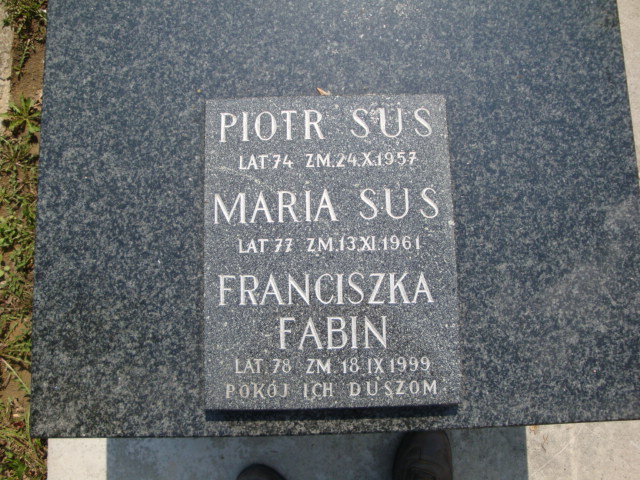 PIOTR SUS
LAT 74 ZM. 24.X.1957
MARIA SUS
LAT 77 ZM. 13.XI.1961
FRANCISZKA
FABIN
LAT 78 ZM. 18 IX 1999
POKÓJ ICH DUSZOM